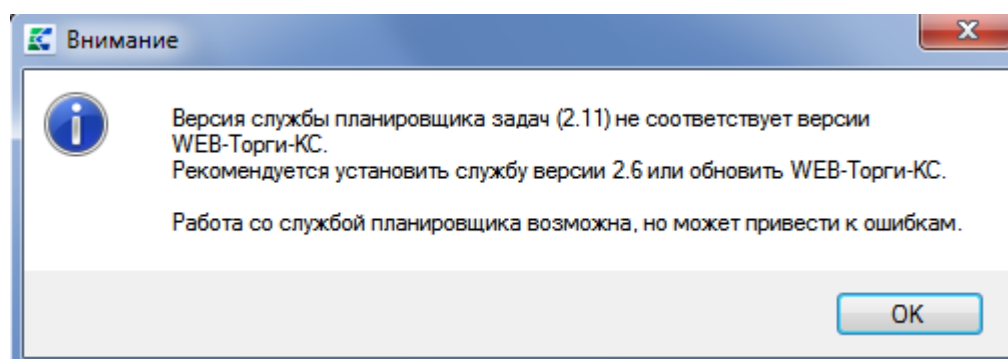 Внимание
Версия службы планировщика задач (2.11) не соответствует версии
WEB-Торги-КС.
Рекомендуется установить службу версии 2.6 или обновить WEB-Торги-КС.
Работа со службой планировщика возможна, но может привести к ошибкам.
OK